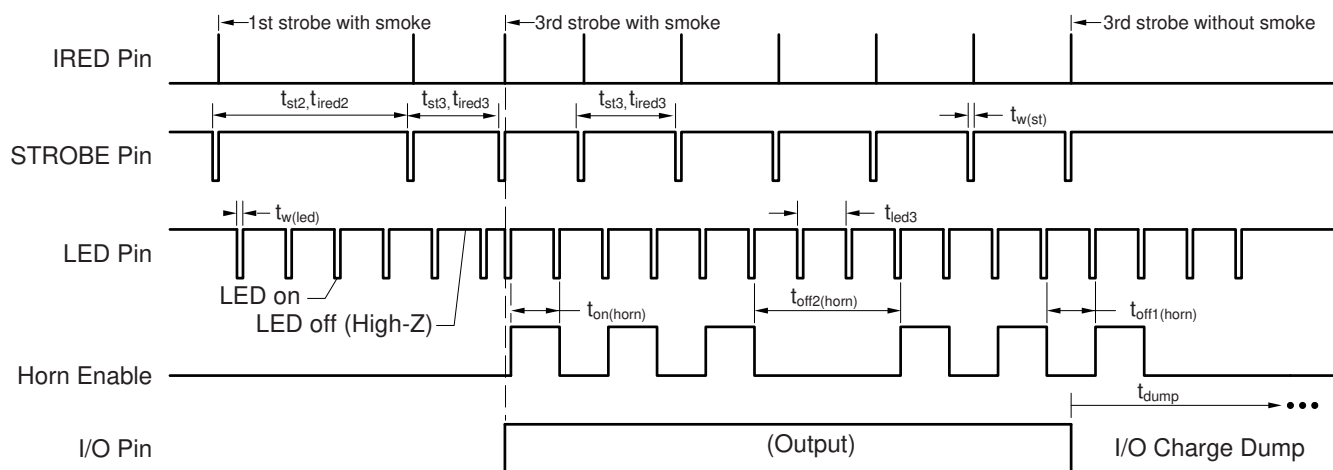 1st strobe with smoke
3rd strobe with smoke
3rd strobe without smoke
IRED Pin
tst2,tired2
tst3,tired3
tst3,tired3
tw(st)
STROBE Pin
tw(led)
tled3
LED Pin
LED on
LED off (High-Z)
ton(horn)
toff2(horn)
toff1(horn)
Horn Enable
tdump
I/O Pin
(Output)
I/O Charge Dump